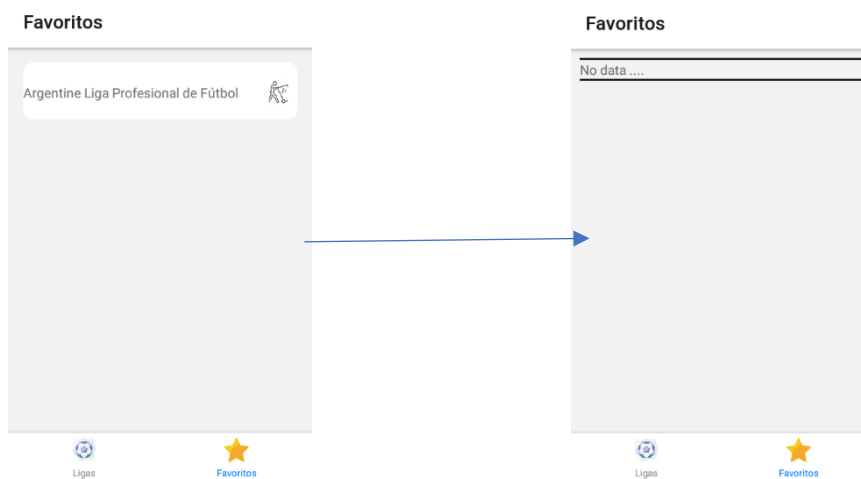 Favoritos
Argentine Liga Profesional de Fútbol
Ligas
Favoritos
Favoritos
No data ....
Ligas
Favoritos